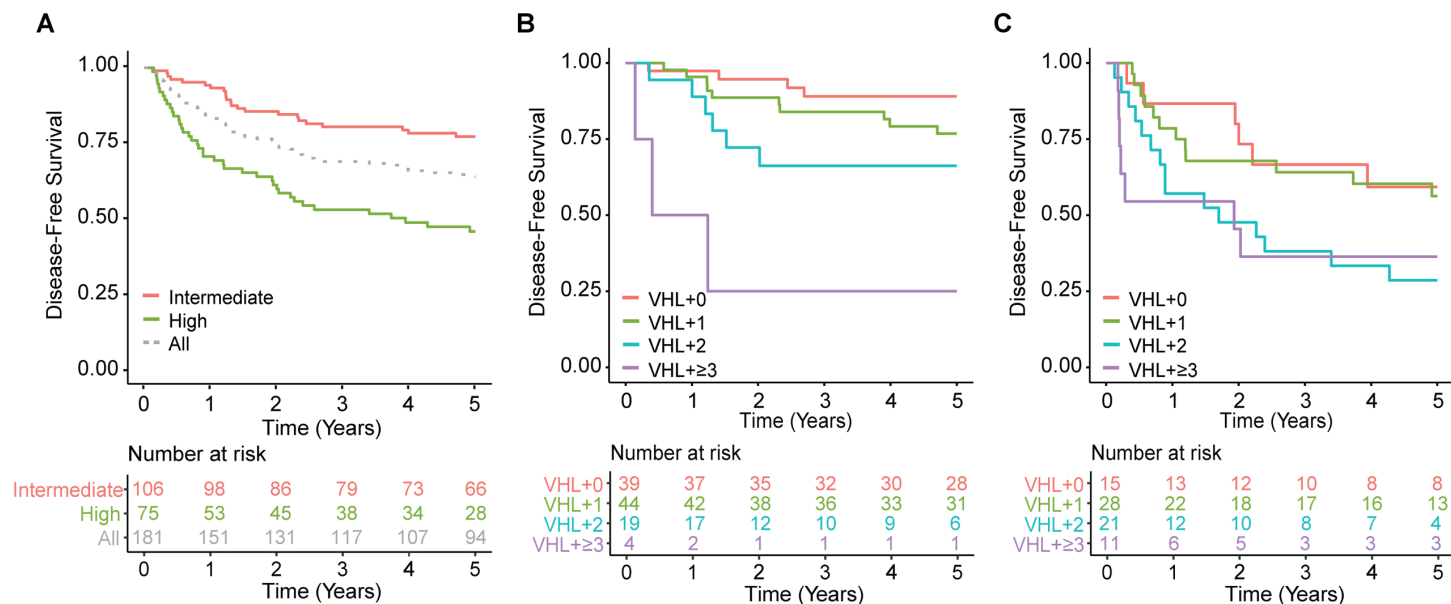 A
Disease-Free Survival
1.00
0.75
0.50
0.25
0.00
Intermediate
High
All
0 1 2 3 4 5
Time (Years)
Number at risk
Intermediate 106 98 86 79 73 66
High 75 53 45 38 34 28
All 181 151 131 117 107 94
0 1 2 3 4 5
Time (Years)
B
Disease-Free Survival
1.00
0.75
0.50
0.25
0.00
VHL+0
VHL+1
VHL+2
VHL+≥3
0 1 2 3 4 5
Time (Years)
Number at risk
VHL+0 39 37 35 32 30 28
VHL+1 44 42 38 36 33 31
VHL+2 19 17 12 10 9 6
VHL+≥3 4 2 1 1 1 1
0 1 2 3 4 5
Time (Years)
C
Disease-Free Survival
1.00
0.75
0.50
0.25
0.00
VHL+0
VHL+1
VHL+2
VHL+≥3
0 1 2 3 4 5
Time (Years)
Number at risk
VHL+0 15 13 12 10 8 8
VHL+1 28 22 18 17 16 13
VHL+2 21 12 10 8 7 4
VHL+≥3 11 6 5 3 3 3
0 1 2 3 4 5
Time (Years)